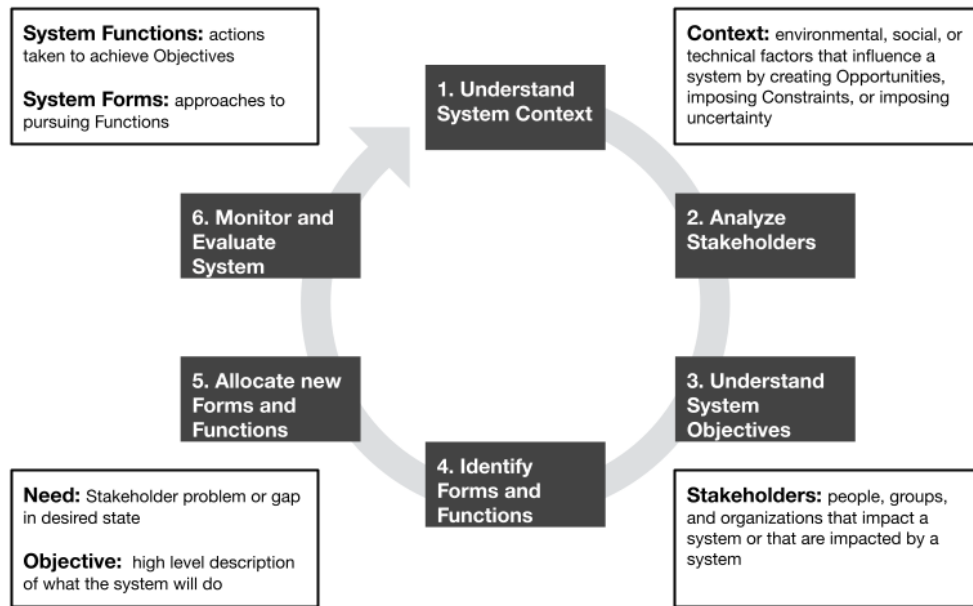 System Functions: actions
taken to achieve Objectives
System Forms: approaches to
pursuing Functions
1. Understand
System Context
Context: environmental, social, or
technical factors that influence a
system by creating Opportunities,
imposing Constraints, or imposing
uncertainty
6. Monitor and
Evaluate
System
2. Analyze
Stakeholders
5. Allocate new
Forms and
Functions
3. Understand
System
Objectives
4. Identify
Forms and
Functions
Need: Stakeholder problem or gap
in desired state
Objective: high level description
of what the system will do
Stakeholders: people, groups,
and organizations that impact a
system or that are impacted by a
system